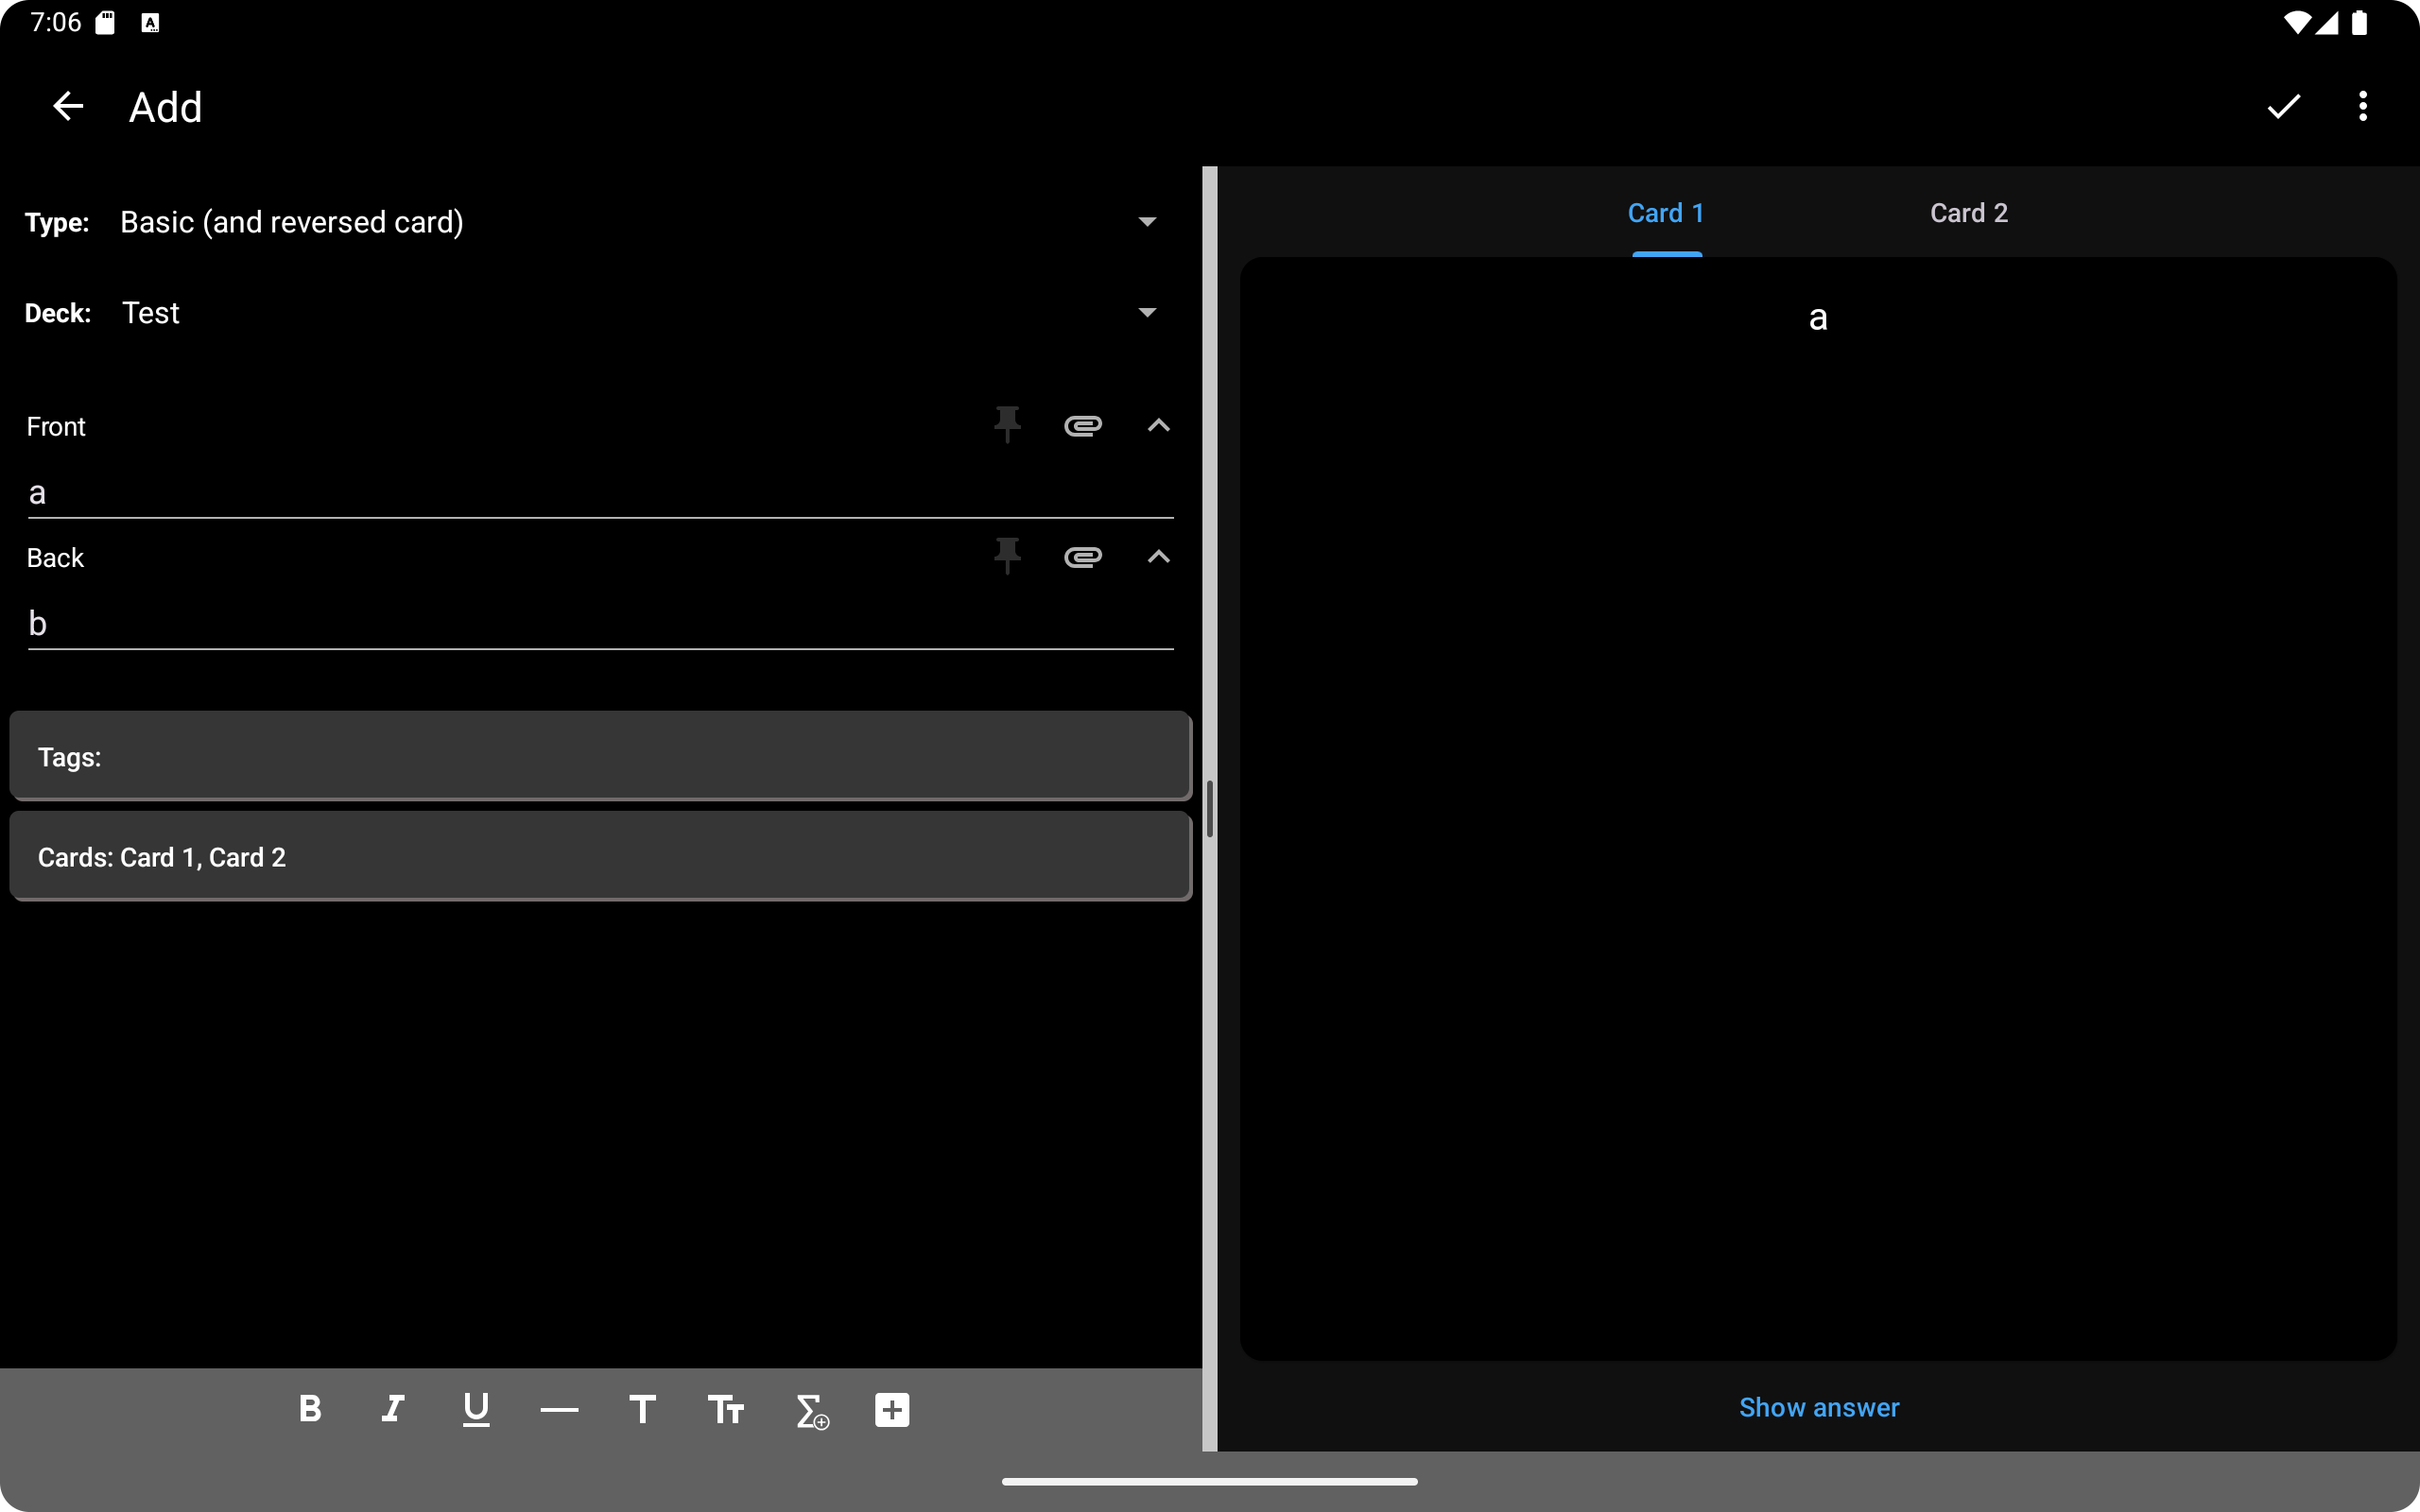 7:06
Add
Type: Basic (and reversed card)
Deck: Test
Front
a
Back
b
Tags:
Cards: Card 1, Card 2
Card 1
Card 2
a
Show answer